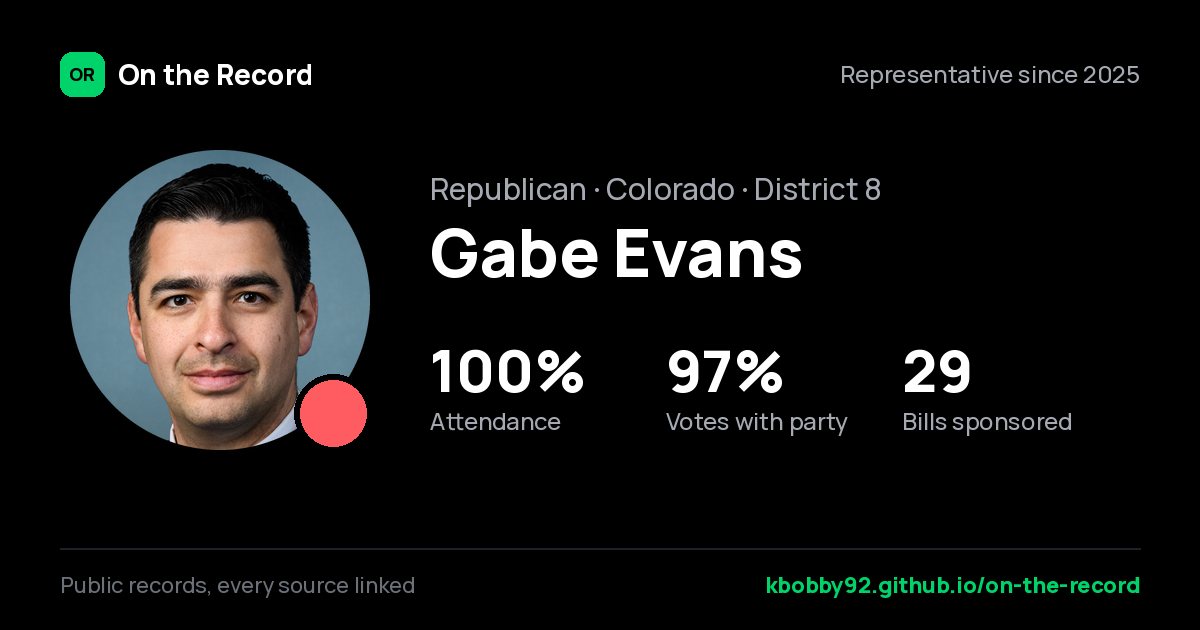 OR On the Record
Representative since 2025
Republican · Colorado · District 8
Gabe Evans
100% 97% 29
Attendance Votes with party Bills sponsored
Public records, every source linked
kbobby92.github.io/on-the-record